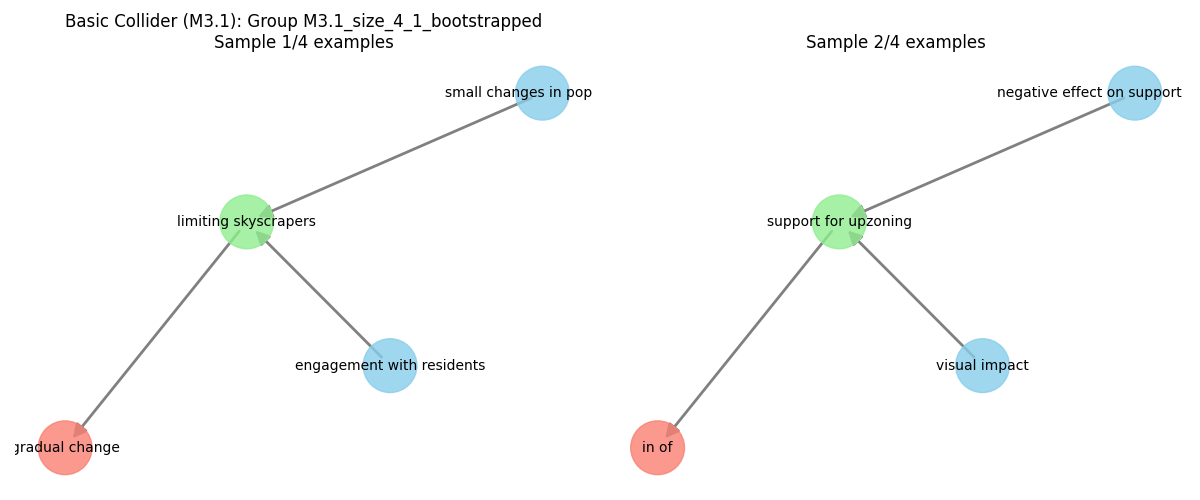 Basic Collider (M3.1): Group M3.1_size_4_1_bootstrapped
Sample 1/4 examples
small changes in pop
limiting skyscrapers
engagement with residents
gradual change
Sample 2/4 examples
negative effect on support
support for upzoning
visual impact
in of